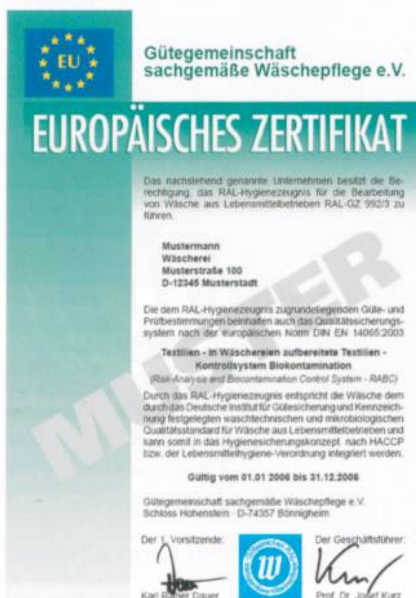 EU
Gütegemeinschaft
sachgemäße Wäschepflege e.V.
EUROPÄISCHES ZERTIFIKAT
Das nachstehend genannte Unternehmen besitzt die Be-
rechtigung, das RAL-Hygienezeugnis für die Bearbeitung
von Wäsche aus Lebensmittelbetrieben RAL-GZ 992/3 zu
führen.
Mustermann
Wäscherei
Musterstraße 100
D-12345 Musterstadt
MUSTER
Die dem RAL-Hygienezeugnis zugrundeliegenden Güte- und
Prüfbestimmungen beinhalten auch das Qualitätssicherungs-
system nach der europäischen Norm DIN EN 14065:2003
Textilien - In Wäschereien aufbereitete Textilien -
Kontrollsystem Biokontamination
(Risk-Analysis and Biocontamination Control System - RABC)
Durch das RAL-Hygienezeugnis entspricht die Wäsche dem
durch das Deutsche Institut für Gütesicherung und Kennzeich-
nung festgelegten waschtechnischen und mikrobiologischen
Qualitätsstandard für Wäsche aus Lebensmittelbetrieben und
kann somit in das Hygienesicherungskonzept nach HACCP
bzw. der Lebensmittelhygiene-Verordnung integriert werden.
Gültig vom 01.01 2006 bis 31.12.2006
Gütegemeinschaft sachgemäße Wäschepflege e.V.
Schloss Hohenstein · D-74357 Bönnigheim
Der 1. Vorsitzende:
Der Geschäftsführer:
Karl Rainer Dauer
Prof. Dr. Josef Kurz